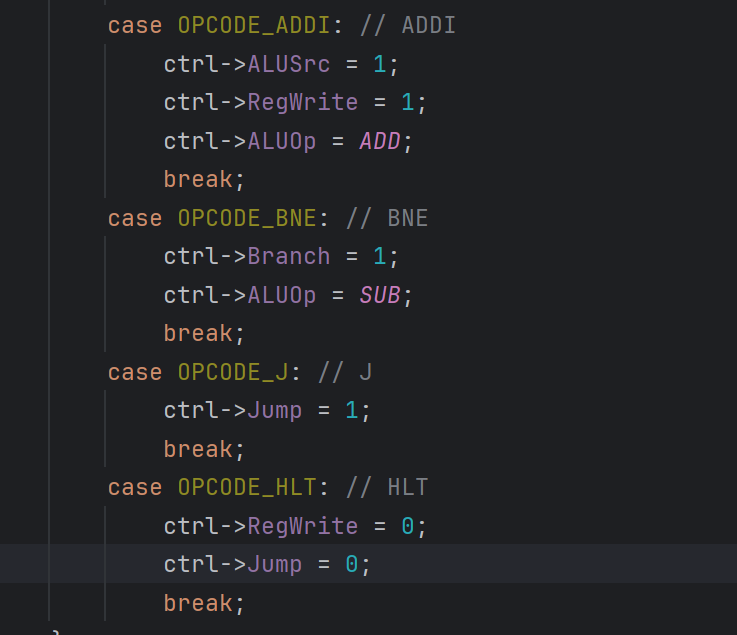 case OPCODE_ADDI: // ADDI
ctrl->ALUSrc = 1;
ctrl->RegWrite = 1;
ctrl->ALUOp = ADD;
break;
case OPCODE_BNE: // BNE
ctrl->Branch = 1;
ctrl->ALUOp = SUB;
break;
case OPCODE_J: // J
ctrl->Jump = 1;
break;
case OPCODE_HLT: // HLT
ctrl->RegWrite = 0;
ctrl->Jump = 0;
break;